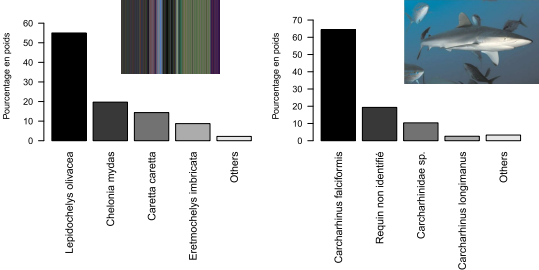 Pourcentage en poids
60
50
40
30
20
10
0
Lepidochelys olivacea
Chelonia mydas
Caretta caretta
Eretmochelys imbricata
Others
Pourcentage en poids
70
60
50
40
30
20
10
0
Carcharhinus falciformis
Requin non identifié
Carcharhinidae sp.
Carcharhinus longimanus
Others